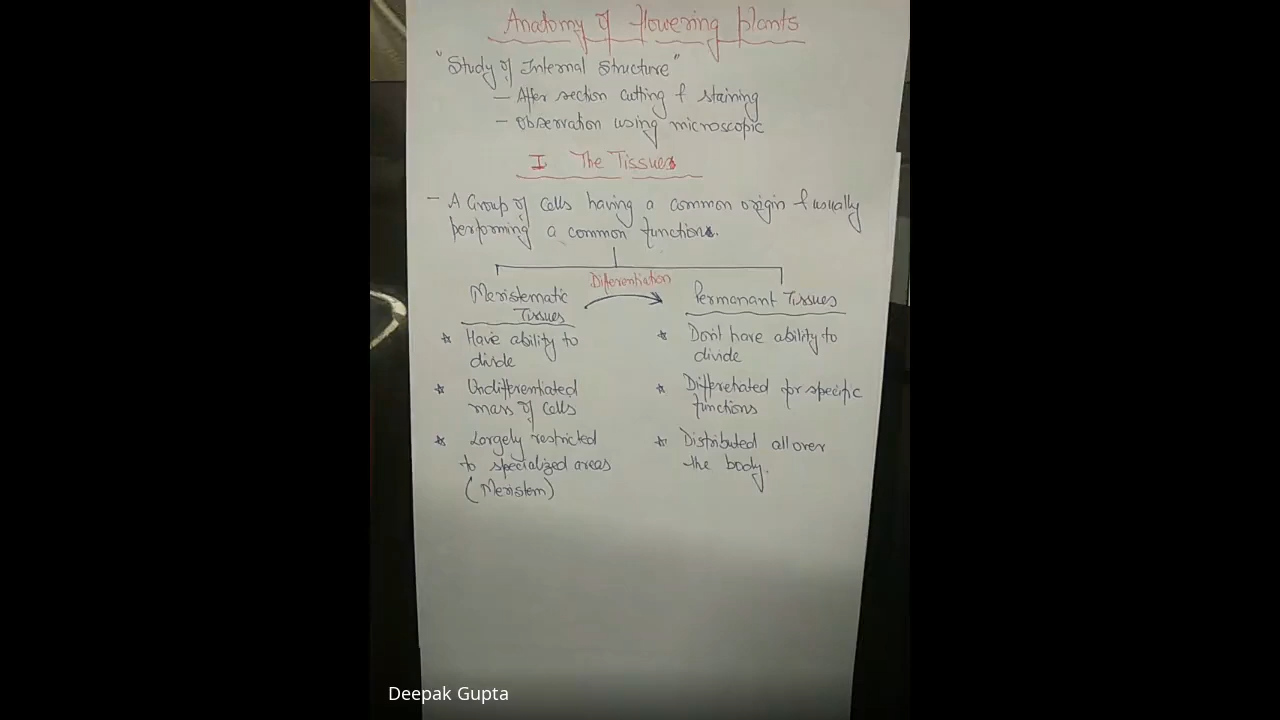 Anatomy of flowering plants
"Study of Internal Structure"
— After section cutting & staining
— Observation using microscopic
I The Tissues
— A Group of cells having a common origin & usually
performing a common function.
Differentiation
Meristematic
Tissues
* Have ability to
divide
* Undifferentiated
mass of cells
* Largely restricted
to specialized areas
(Meristem)
Permanant Tissues
* Don't have ability to
divide
* Differetiated for specific
functions
* Distributed all over
the body.
Deepak Gupta